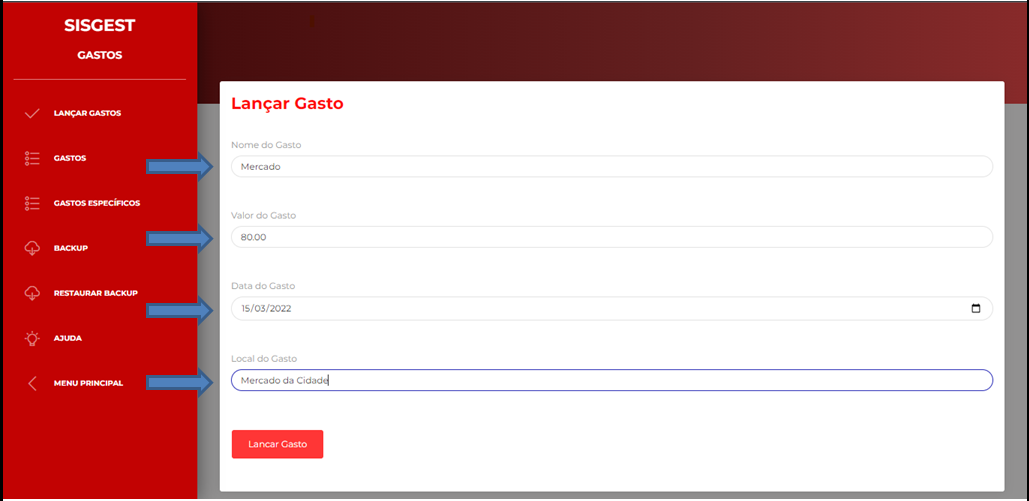 SISGEST
GASTOS
LANÇAR GASTOS
GASTOS
GASTOS ESPECÍFICOS
BACKUP
RESTAURAR BACKUP
AJUDA
MENU PRINCIPAL
Lançar Gasto
Nome do Gasto
Mercado
Valor do Gasto
80.00
Data do Gasto
15/03/2022
Local do Gasto
Mercado da Cidade
Lancar Gasto